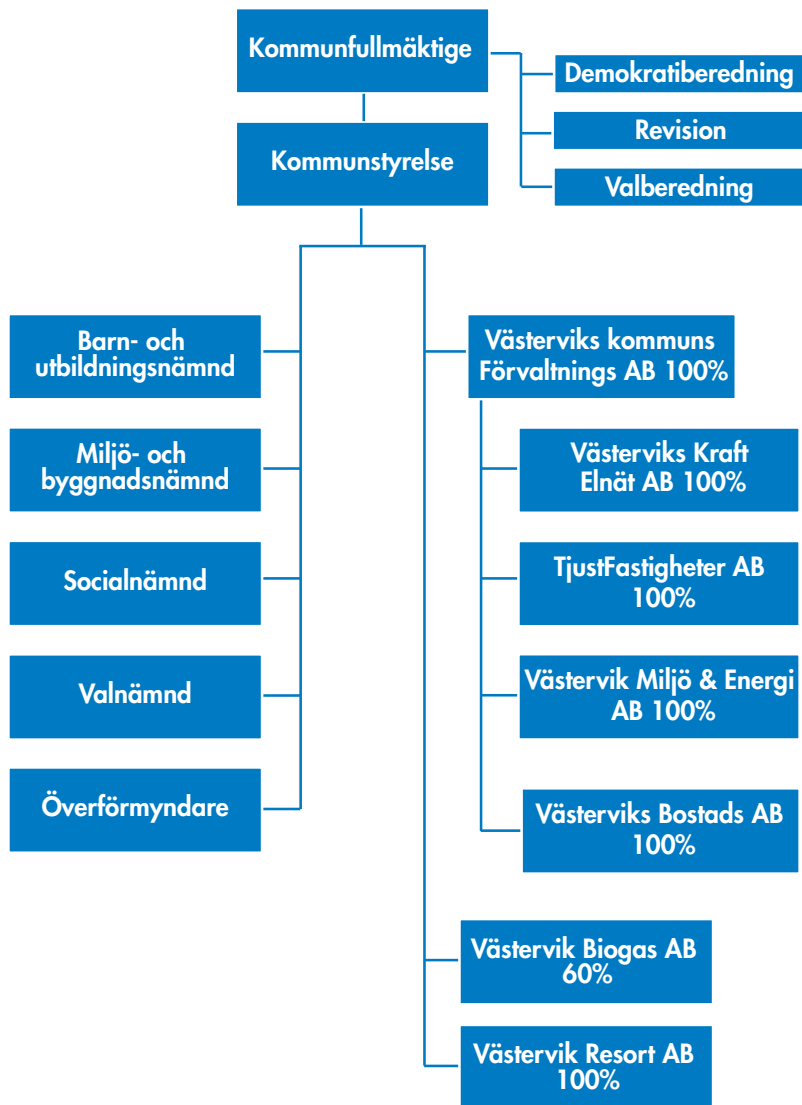 Kommunfullmäktige
Demokratiberedning
Revision
Valberedning
Kommunstyrelse
Barn- och
utbildningsnämnd
Miljö- och
byggnadsnämnd
Socialnämnd
Valnämnd
Överförmyndare
Västerviks kommuns
Förvaltnings AB 100%
Västerviks Kraft
Elnät AB 100%
TjustFastigheter AB
100%
Västervik Miljö & Energi
AB 100%
Västerviks Bostads AB
100%
Västervik Biogas AB
60%
Västervik Resort AB
100%